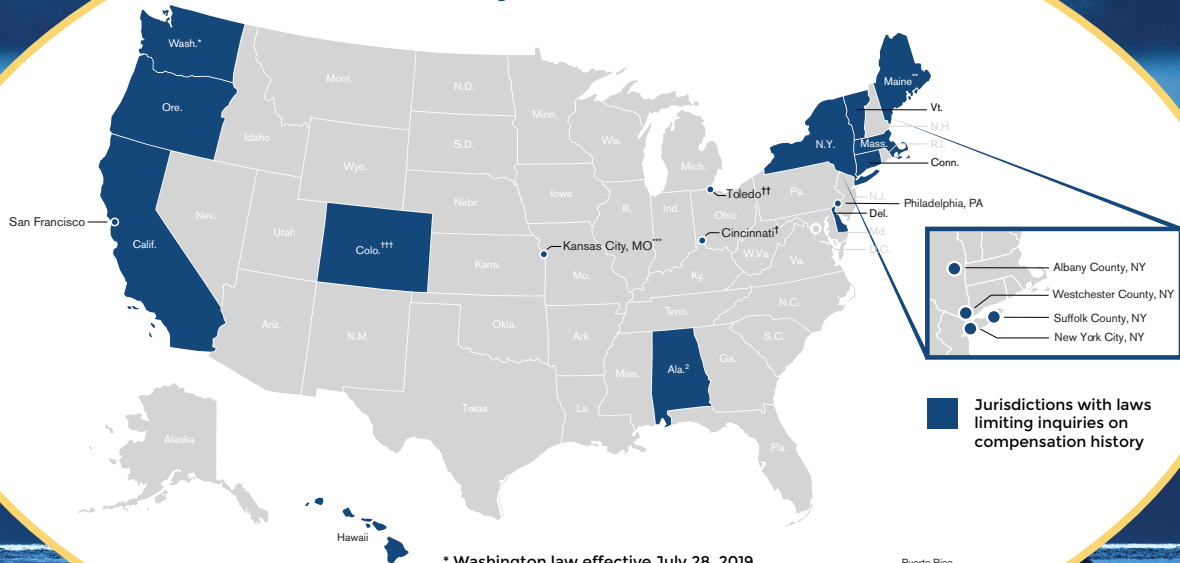 Wash.*
Ore.
Calif.
San Francisco
Idaho
Nev.
Mont.
Wyo.
Utah
Ariz.
Colo.†††
N.M.
N.D.
S.D.
Nebr.
Kans.
Okla.
Texas
Minn.
Iowa
Mo.
Ark.
La.
Kansas City, MO***
Wis.
Ill.
Mich.
Ind.
Ohio
Toledo††
Cincinnati†
Ky.
Tenn.
Miss.
Ala.²
Ga.
Fla.
S.C.
N.C.
Va.
W.Va.
Pa.
N.Y.
Maine**
Vt.
N.H.
Mass.
R.I.
Conn.
N.J.
Philadelphia, PA
Del.
Md.
D.C.
Albany County, NY
Westchester County, NY
Suffolk County, NY
New York City, NY
Alaska
Hawaii
Jurisdictions with laws
limiting inquiries on
compensation history
* Washington law effective July 28, 2019
Puerto Rico